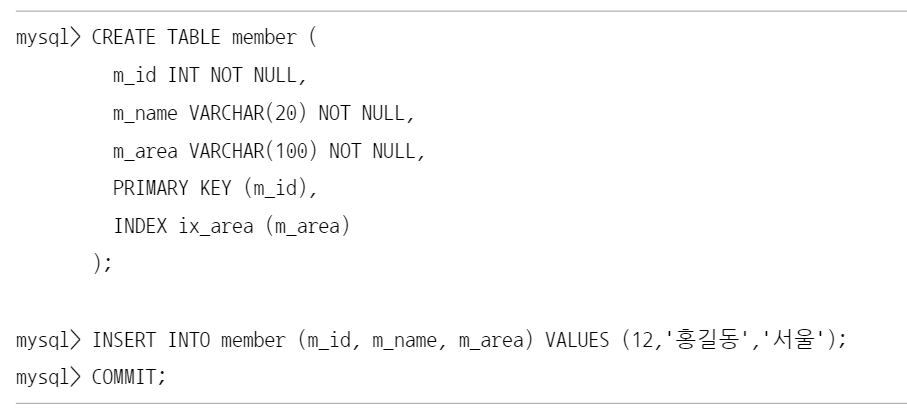 mysql> CREATE TABLE member (
m_id INT NOT NULL,
m_name VARCHAR(20) NOT NULL,
m_area VARCHAR(100) NOT NULL,
PRIMARY KEY (m_id),
INDEX ix_area (m_area)
);
mysql> INSERT INTO member (m_id, m_name, m_area) VALUES (12,'홍길동','서울');
mysql> COMMIT;